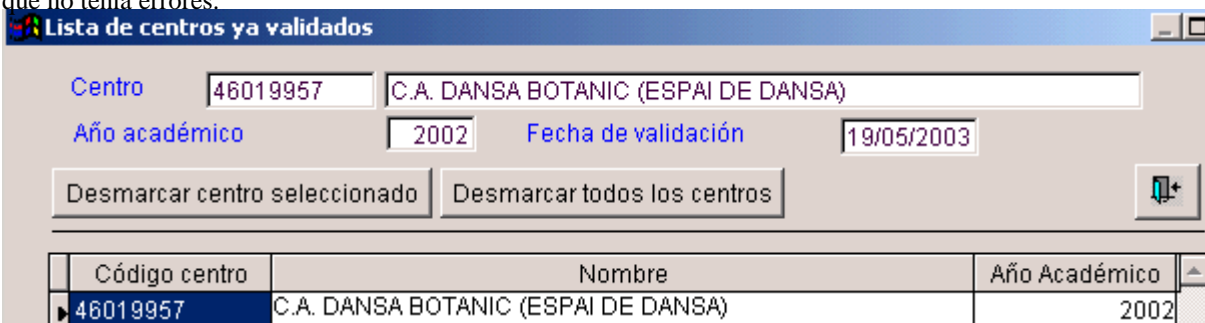 que no tenía errores.
Lista de centros ya validados
Centro 46019957 C.A. DANSA BOTANIC (ESPAI DE DANSA)
Año académico 2002 Fecha de validación 19/05/2003
Desmarcar centro seleccionado Desmarcar todos los centros
Código centro Nombre Año Académico
46019957 C.A. DANSA BOTANIC (ESPAI DE DANSA) 2002